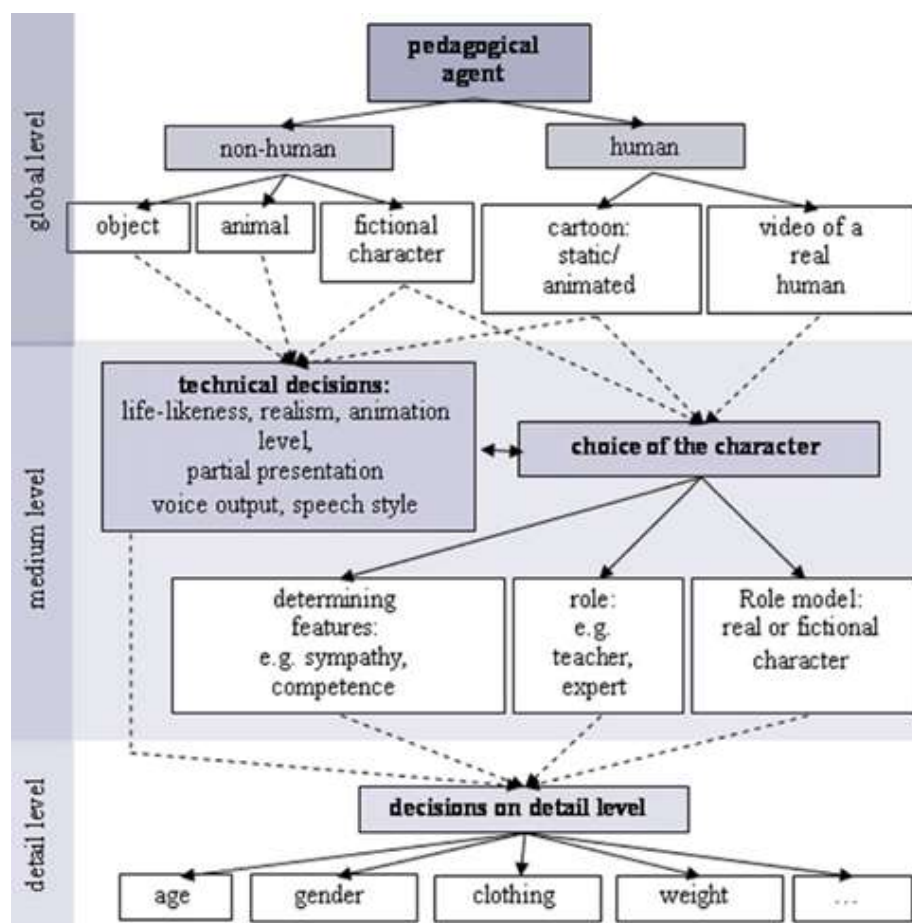 pedagogical
agent
global level
non-human
human
object
animal
fictional
character
cartoon:
static/
animated
video of a
real
human
medium level
technical decisions:
life-likeness, realism, animation
level,
partial presentation
voice output, speech style
choice of the character
determining
features:
e.g. sympathy,
competence
role:
e.g.
teacher,
expert
Role model:
real or fictional
character
detail level
decisions on detail level
age
gender
clothing
weight
...